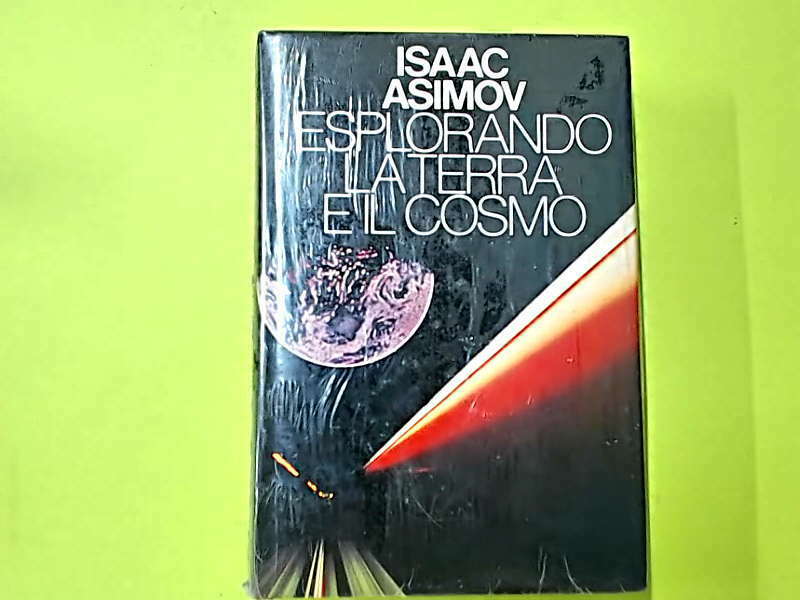 ISAAC
ASIMOV
ESPLORANDO
LA TERRA
E IL COSMO